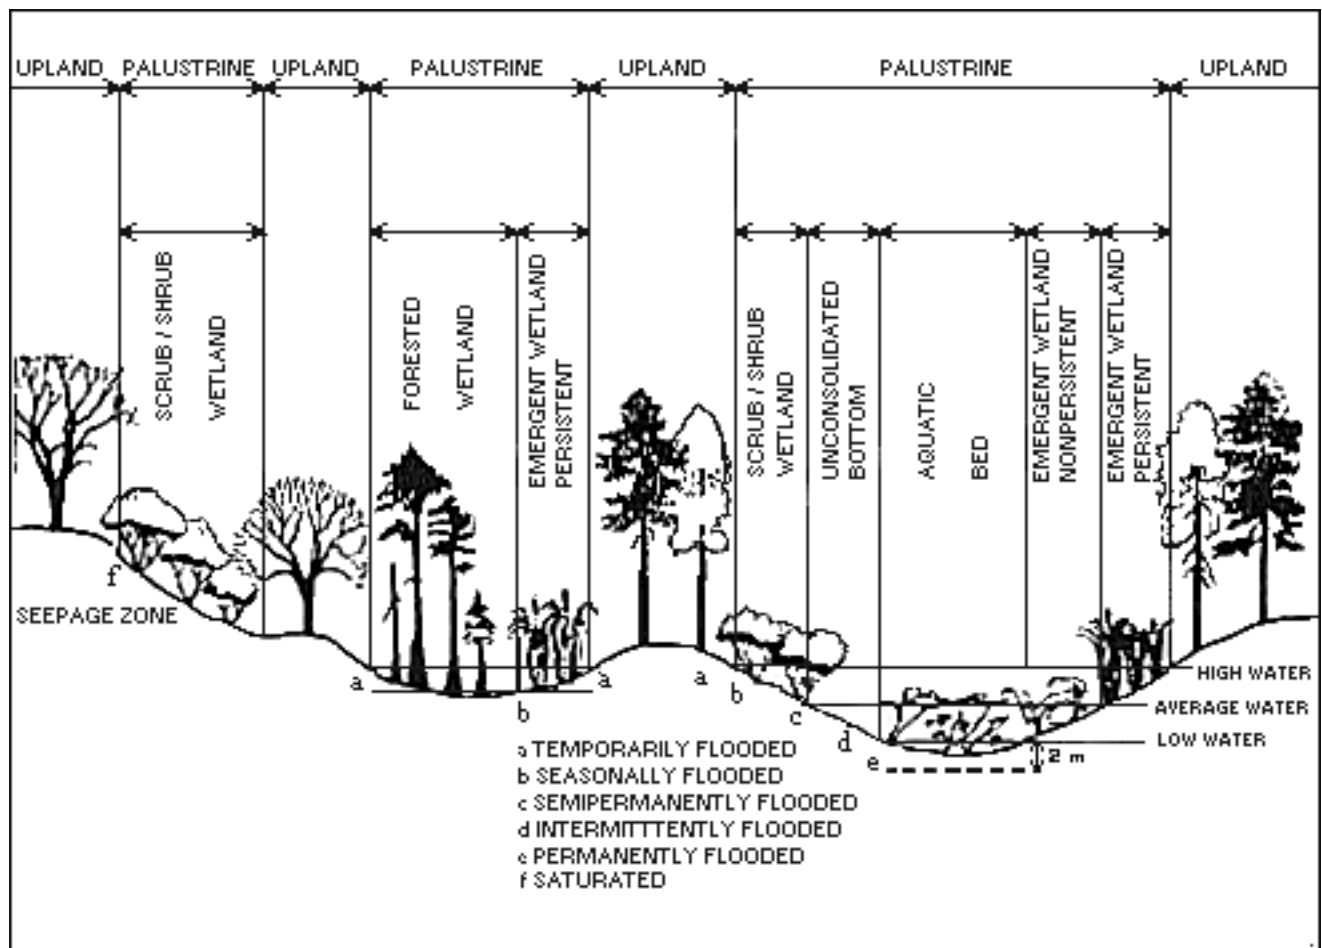 UPLAND PALUSTRINE UPLAND PALUSTRINE UPLAND PALUSTRINE UPLAND
SCRUB / SHRUB
WETLAND
FORESTED
WETLAND
EMERGENT WETLAND
PERSISTENT
SCRUB / SHRUB
WETLAND
UNCONSOLIDATED
BOTTOM
AQUATIC
BED
EMERGENT WETLAND
NONPERSISTENT
EMERGENT WETLAND
PERSISTENT
f
SEEPAGE ZONE
a
b
a
a
b
c
d
e
HIGH WATER
AVERAGE WATER
LOW WATER
2 m
a TEMPORARILY FLOODED
b SEASONALLY FLOODED
c SEMIPERMANENTLY FLOODED
d INTERMITTTENTLY FLOODED
e PERMANENTLY FLOODED
f SATURATED